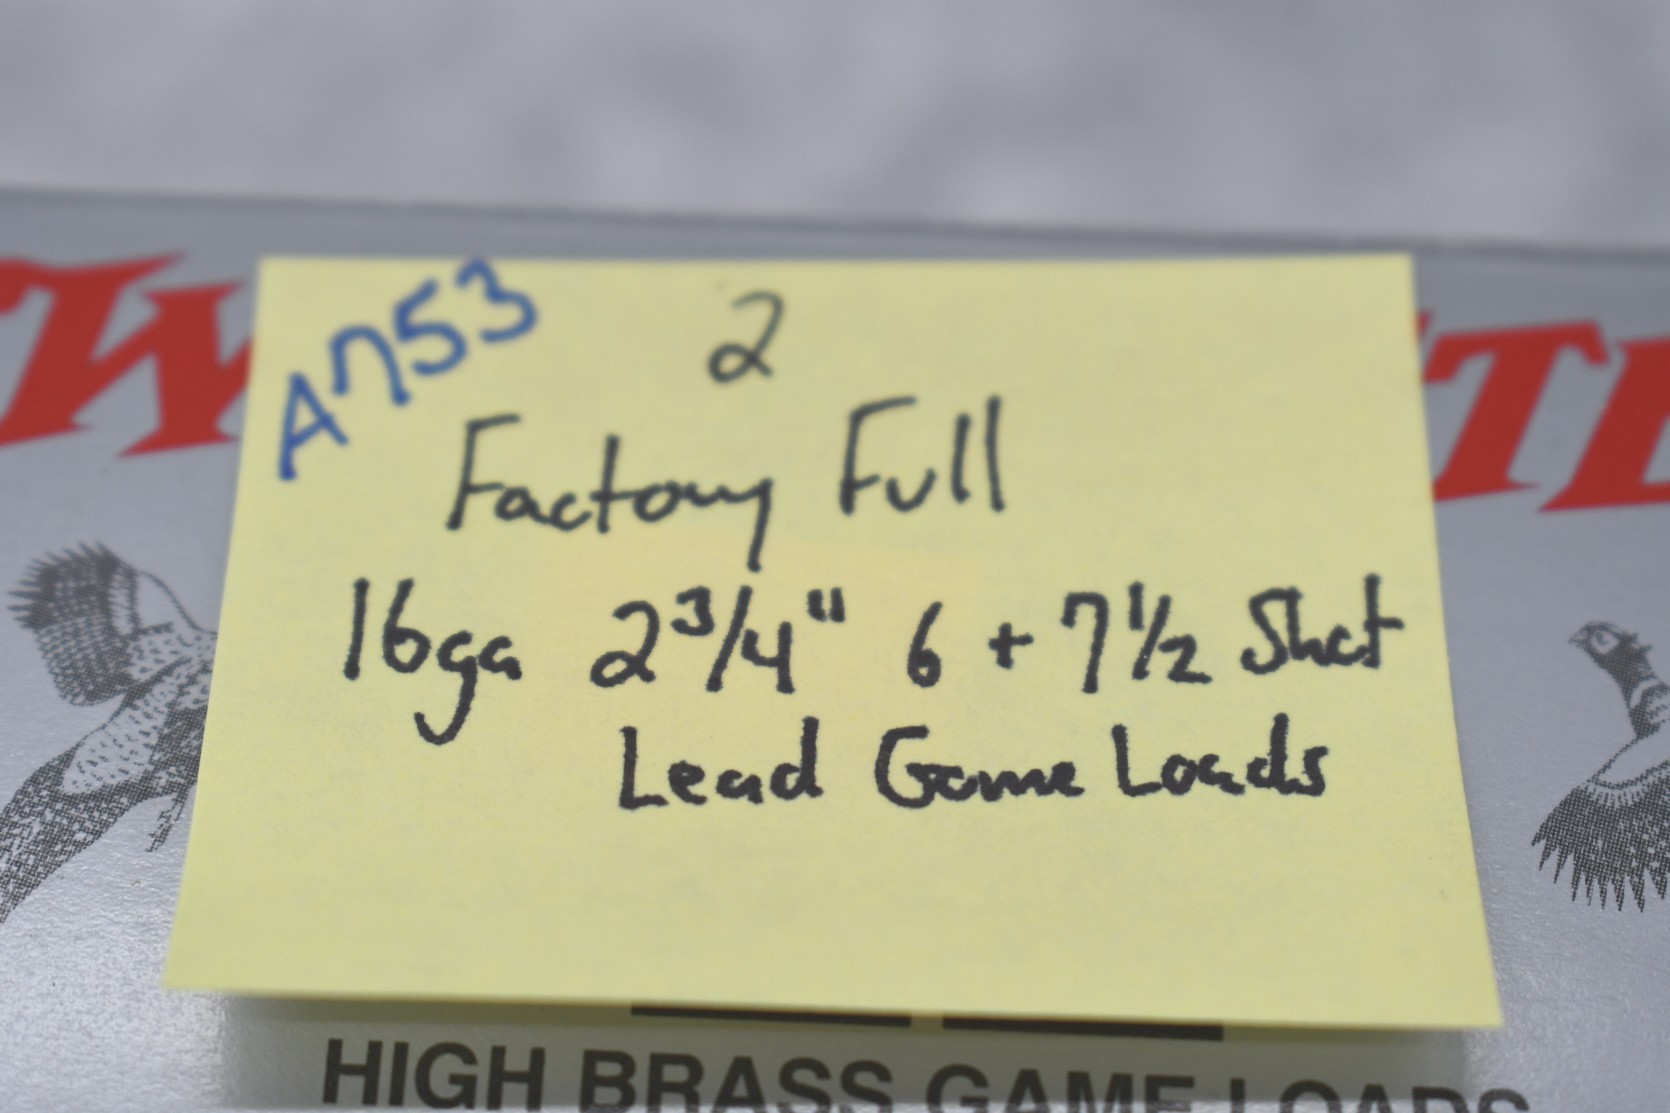 A753
2
Factory Full
16ga 2 3/4" 6 + 7 1/2 Shot
Lead Game Loads
W
TE
HIGH BRASS GAME LOADS